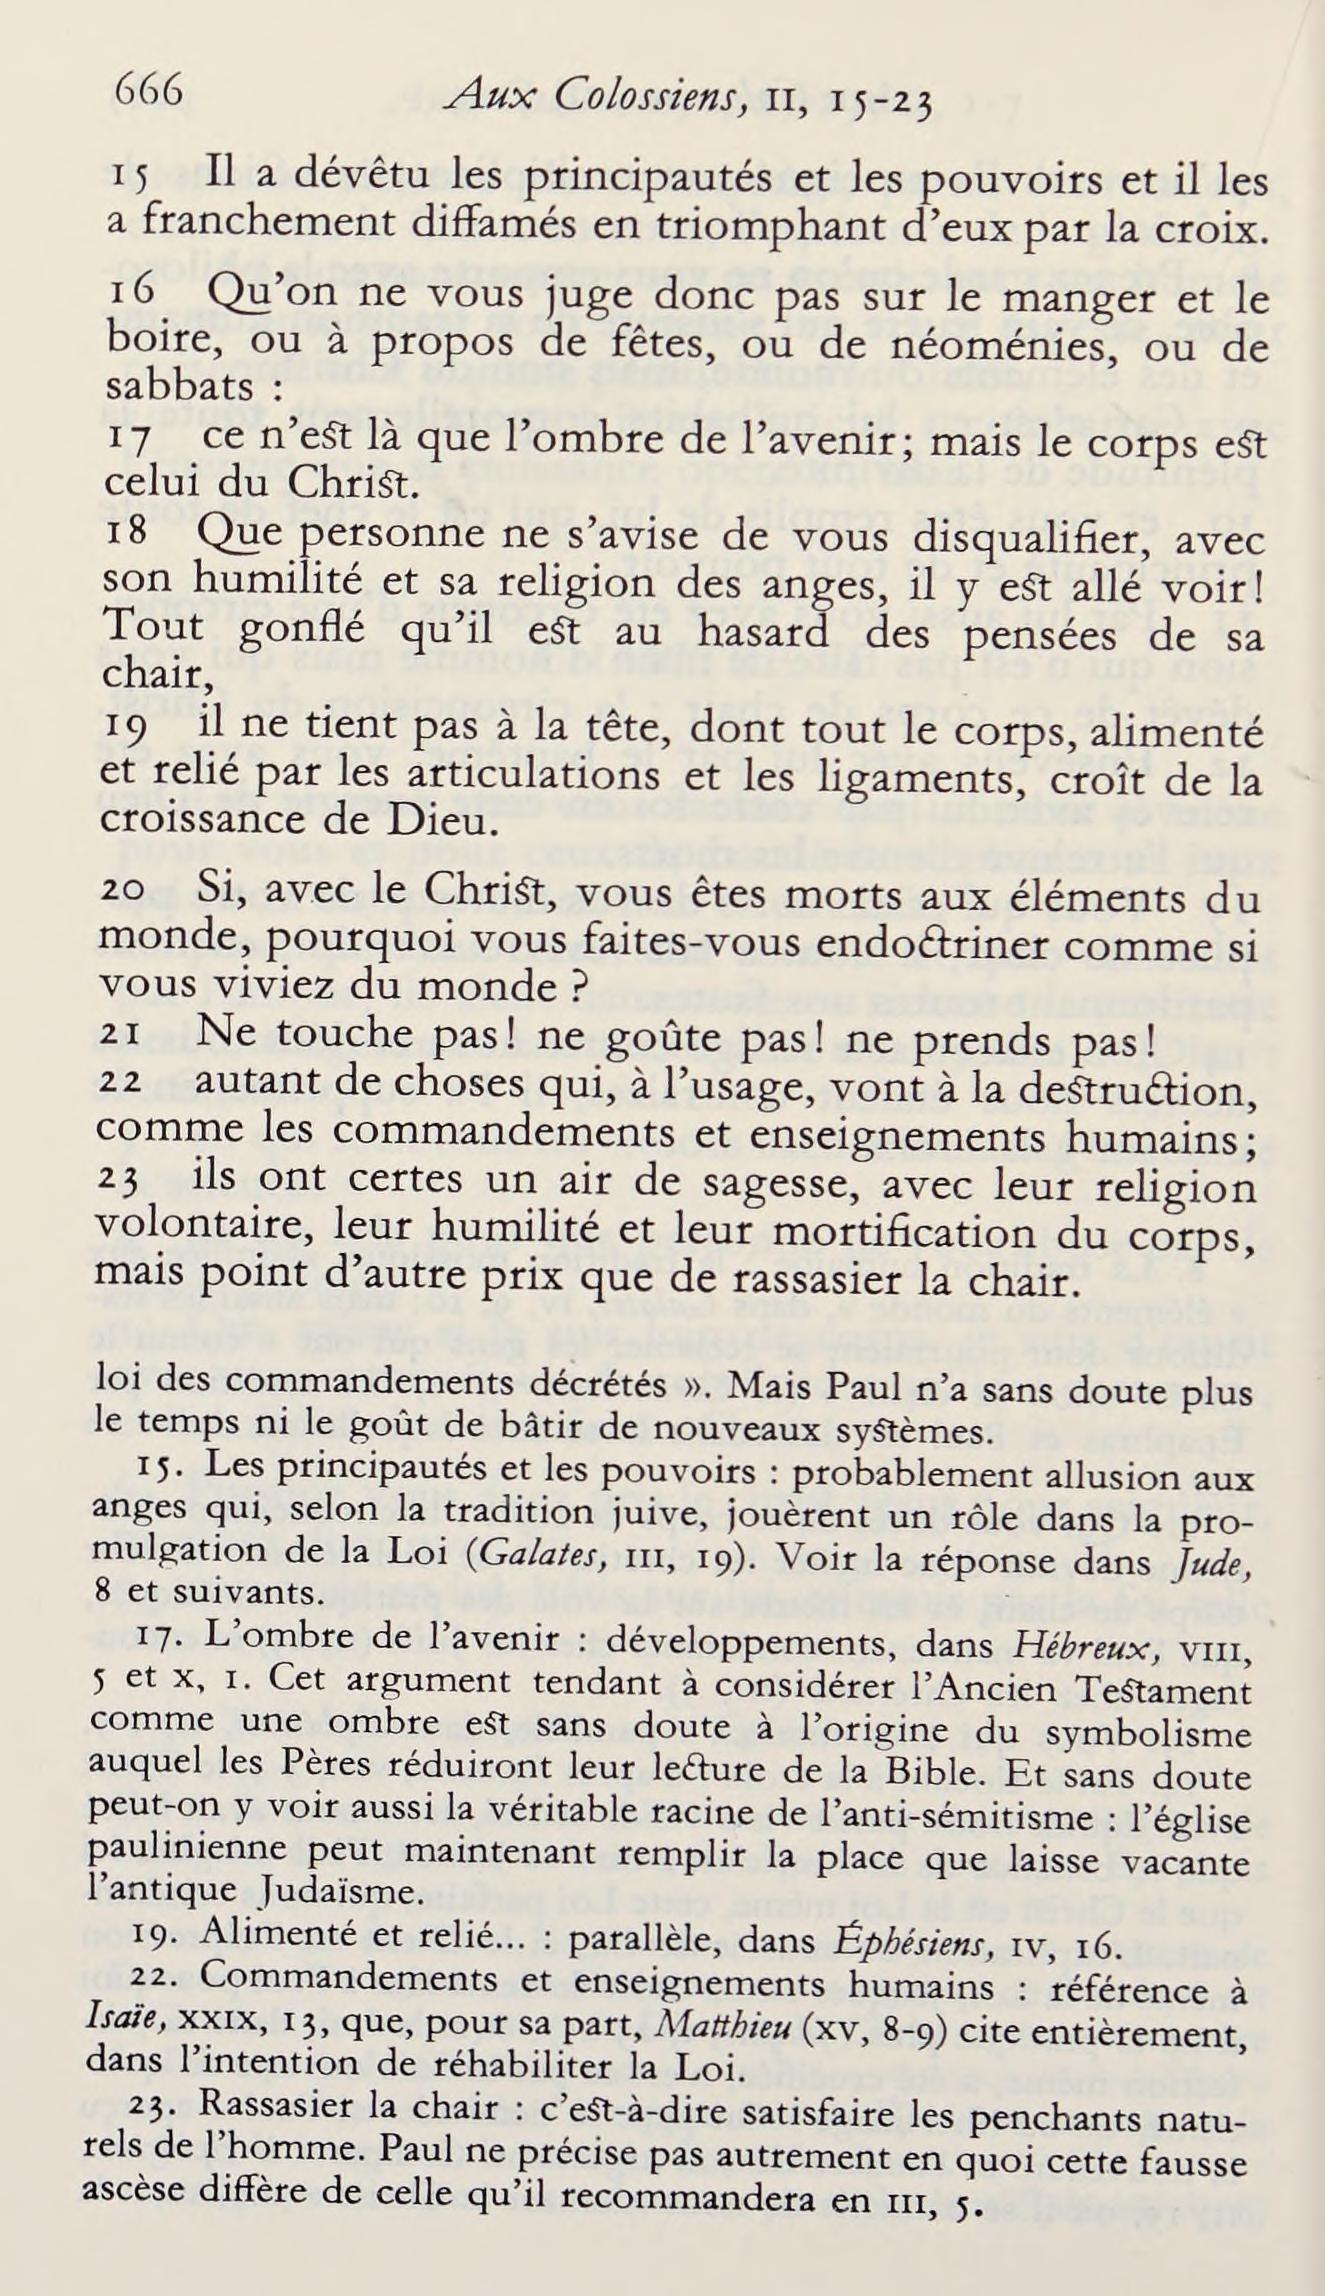 666
Aux Colossiens, II, 15-23
15 Il a dévêtu les principautés et les pouvoirs et il les
a franchement diffamés en triomphant d’eux par la croix.
16 Qu’on ne vous juge donc pas sur le manger et le
boire, ou à propos de fêtes, ou de néoménies, ou de
sabbats :
17 ce n’est là que l’ombre de l’avenir; mais le corps est
celui du Christ.
18 Que personne ne s’avise de vous disqualifier, avec
son humilité et sa religion des anges, il y est allé voir!
Tout gonflé qu’il est au hasard des pensées de sa
chair,
19 il ne tient pas à la tête, dont tout le corps, alimenté
et relié par les articulations et les ligaments, croît de la
croissance de Dieu.
20 Si, avec le Christ, vous êtes morts aux éléments du
monde, pourquoi vous faites-vous endoctriner comme si
vous viviez du monde ?
21 Ne touche pas! ne goûte pas! ne prends pas!
22 autant de choses qui, à l’usage, vont à la destruction,
comme les commandements et enseignements humains;
23 ils ont certes un air de sagesse, avec leur religion
volontaire, leur humilité et leur mortification du corps,
mais point d’autre prix que de rassasier la chair.
loi des commandements décrétés ». Mais Paul n’a sans doute plus
le temps ni le goût de bâtir de nouveaux systèmes.
15. Les principautés et les pouvoirs : probablement allusion aux
anges qui, selon la tradition juive, jouèrent un rôle dans la pro-
mulgation de la Loi (Galates, III, 19). Voir la réponse dans Jude,
8 et suivants.
17. L’ombre de l’avenir : développements, dans Hébreux, VIII,
5 et X, 1. Cet argument tendant à considérer l’Ancien Testament
comme une ombre est sans doute à l’origine du symbolisme
auquel les Pères réduiront leur lecture de la Bible. Et sans doute
peut-on y voir aussi la véritable racine de l’anti-sémitisme : l’église
paulinienne peut maintenant remplir la place que laisse vacante
l’antique Judaïsme.
19. Alimenté et relié... : parallèle, dans Éphésiens, IV, 16.
22. Commandements et enseignements humains : référence à
Isaïe, XXIX, 13, que, pour sa part, Matthieu (XV, 8-9) cite entièrement,
dans l’intention de réhabiliter la Loi.
23. Rassasier la chair : c’est-à-dire satisfaire les penchants natu-
rels de l’homme. Paul ne précise pas autrement en quoi cette fausse
ascèse diffère de celle qu’il recommandera en III, 5.